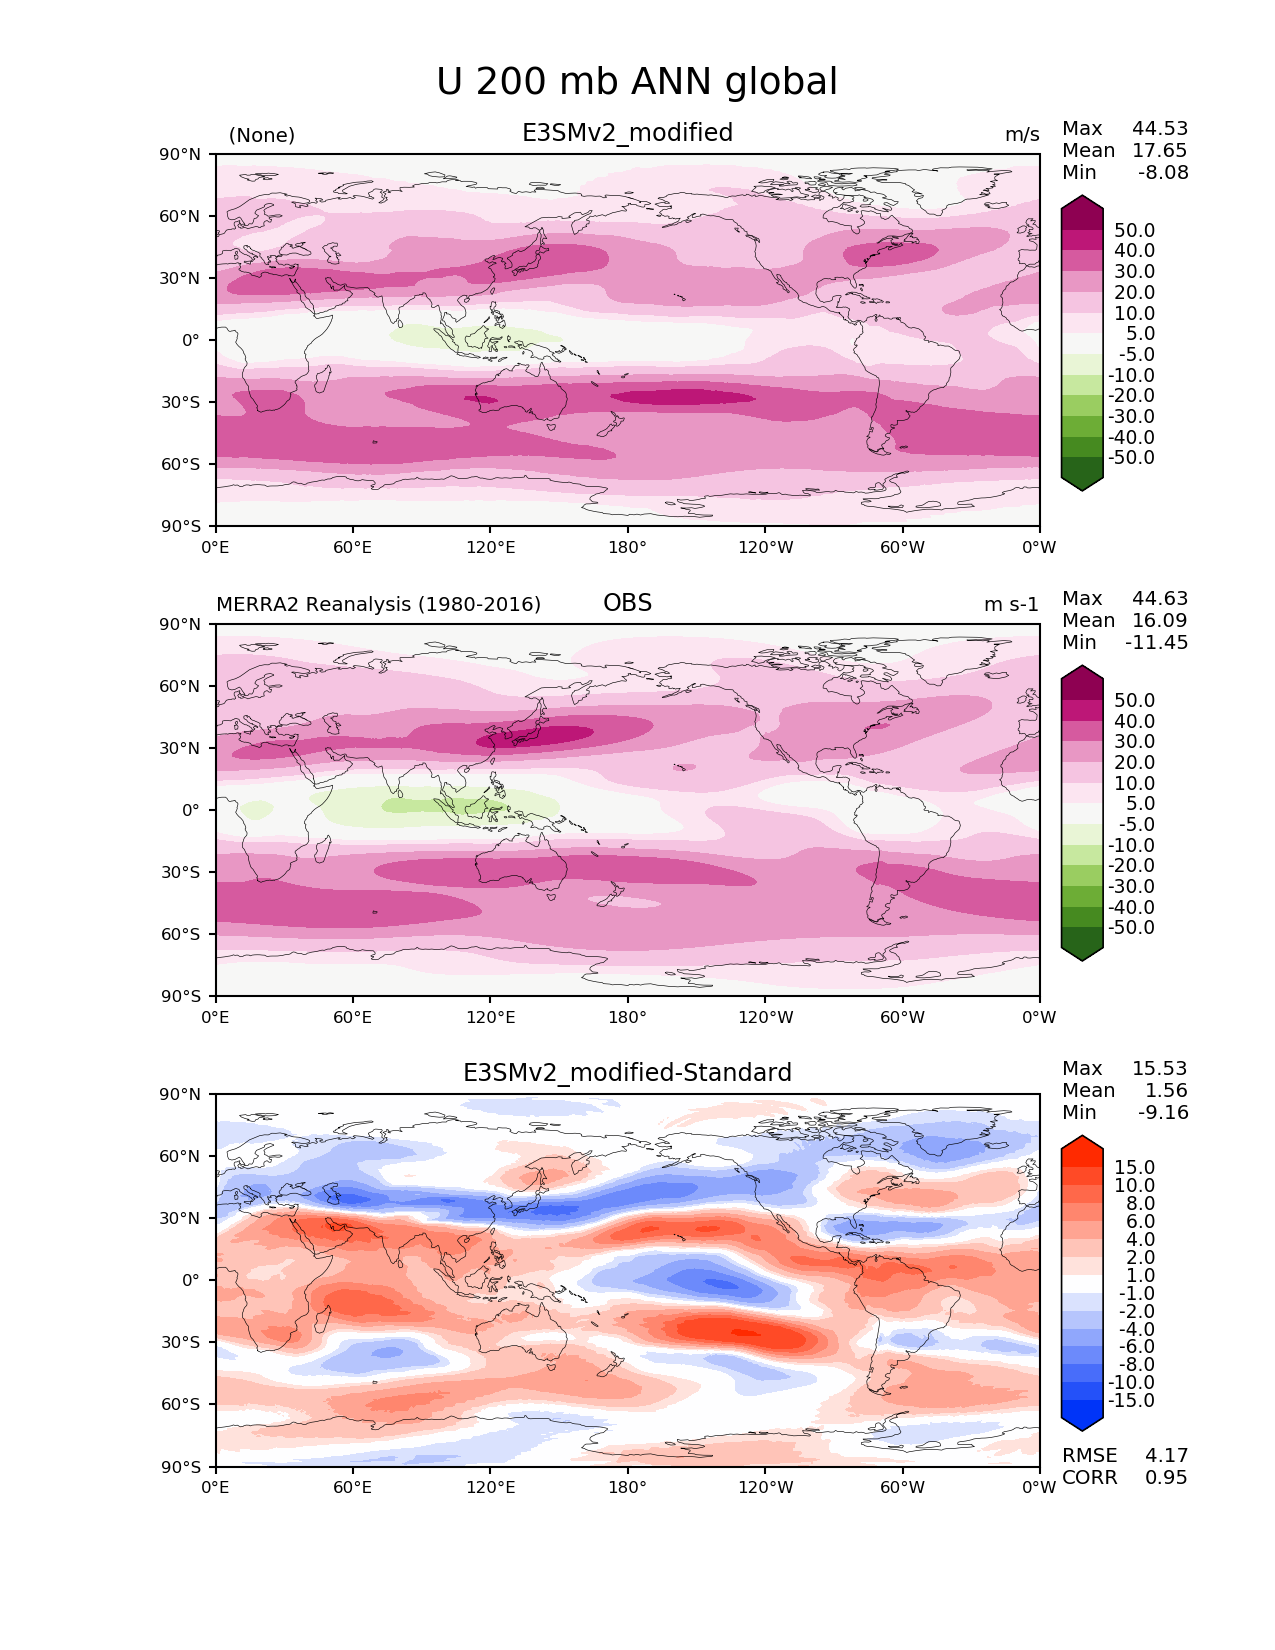 U 200 mb ANN global
(None) E3SMv2_modified m/s
Max 44.53
Mean 17.65
Min -8.08
90°N
60°N
30°N
0°
30°S
60°S
90°S
0°E 60°E 120°E 180° 120°W 60°W 0°W
50.0
40.0
30.0
20.0
10.0
5.0
-5.0
-10.0
-20.0
-30.0
-40.0
-50.0
MERRA2 Reanalysis (1980-2016) OBS m s-1
Max 44.63
Mean 16.09
Min -11.45
90°N
60°N
30°N
0°
30°S
60°S
90°S
0°E 60°E 120°E 180° 120°W 60°W 0°W
50.0
40.0
30.0
20.0
10.0
5.0
-5.0
-10.0
-20.0
-30.0
-40.0
-50.0
E3SMv2_modified-Standard
Max 15.53
Mean 1.56
Min -9.16
90°N
60°N
30°N
0°
30°S
60°S
90°S
0°E 60°E 120°E 180° 120°W 60°W 0°W
15.0
10.0
8.0
6.0
4.0
2.0
1.0
-1.0
-2.0
-4.0
-6.0
-8.0
-10.0
-15.0
RMSE 4.17
CORR 0.95